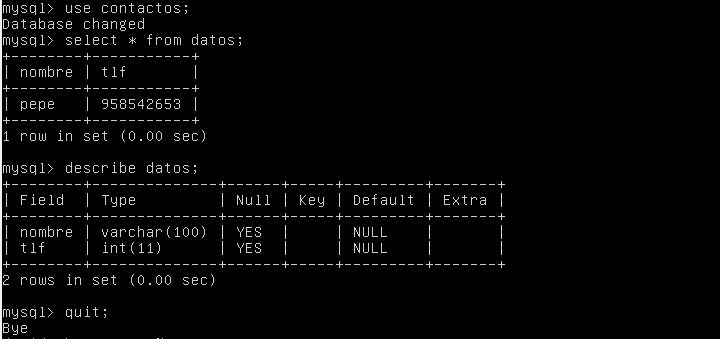 mysql> use contactos;
Database changed
mysql> select * from datos;
+--------+-----------+
| nombre | tlf       |
+--------+-----------+
| pepe   | 958542653 |
+--------+-----------+
1 row in set (0.00 sec)

mysql> describe datos;
+--------+--------------+------+-----+---------+-------+
| Field  | Type         | Null | Key | Default | Extra |
+--------+--------------+------+-----+---------+-------+
| nombre | varchar(100) | YES  |     | NULL    |       |
| tlf    | int(11)      | YES  |     | NULL    |       |
+--------+--------------+------+-----+---------+-------+
2 rows in set (0.00 sec)

mysql> quit;
Bye